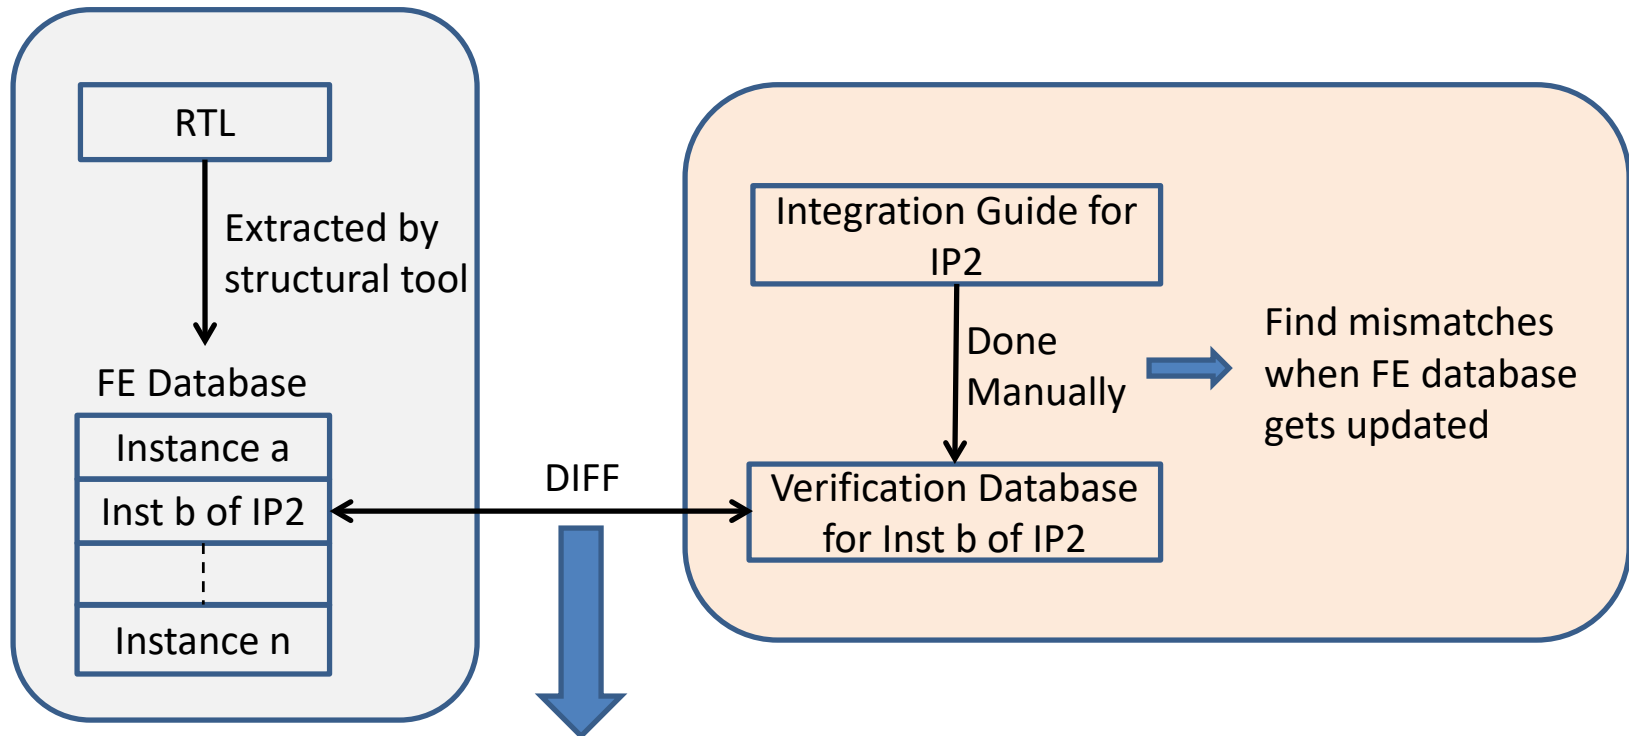 RTL
Extracted by
structural tool
FE Database
Instance a
Inst b of IP2
Instance n
DIFF
Integration Guide for
IP2
Done
Manually
Verification Database
for Inst b of IP2
Find mismatches
when FE database
gets updated